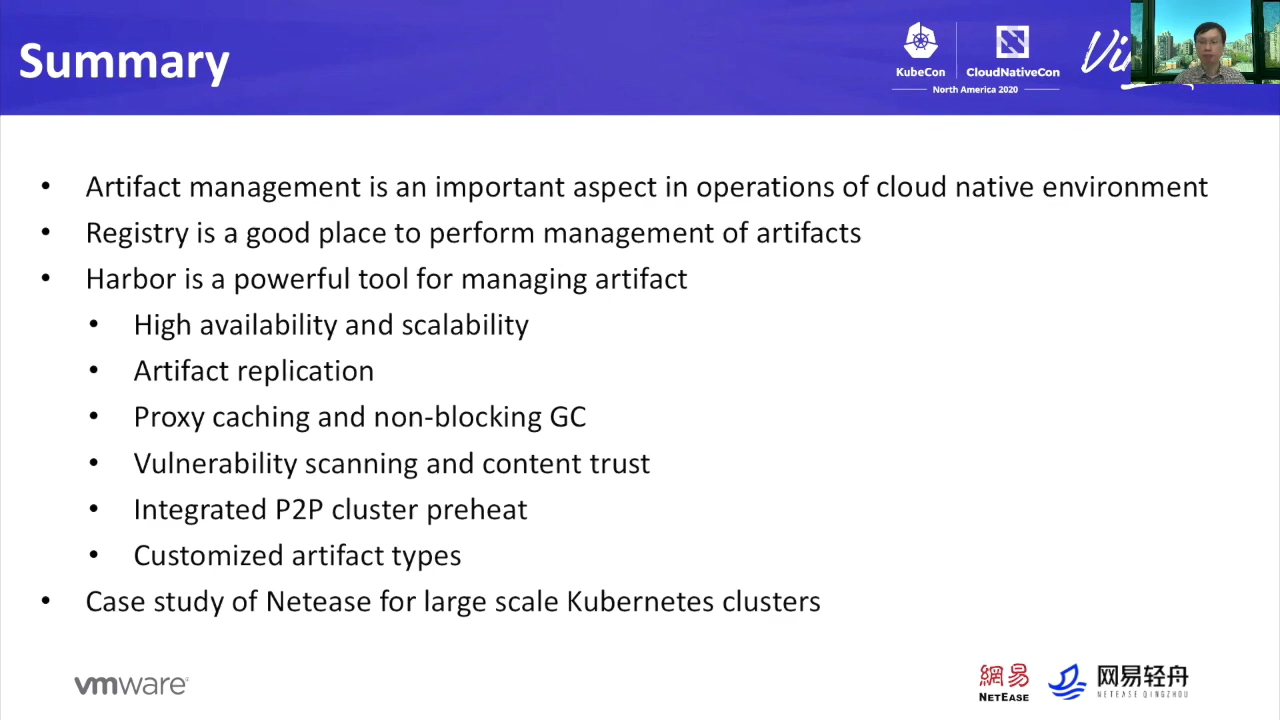 Summary
KubeCon
CloudNativeCon
North America 2020
• Artifact management is an important aspect in operations of cloud native environment
• Registry is a good place to perform management of artifacts
• Harbor is a powerful tool for managing artifact
• High availability and scalability
• Artifact replication
• Proxy caching and non-blocking GC
• Vulnerability scanning and content trust
• Integrated P2P cluster preheat
• Customized artifact types
• Case study of Netease for large scale Kubernetes clusters
vmware
網易
NETEASE
网易轻舟
NETEASE QINGZHOU